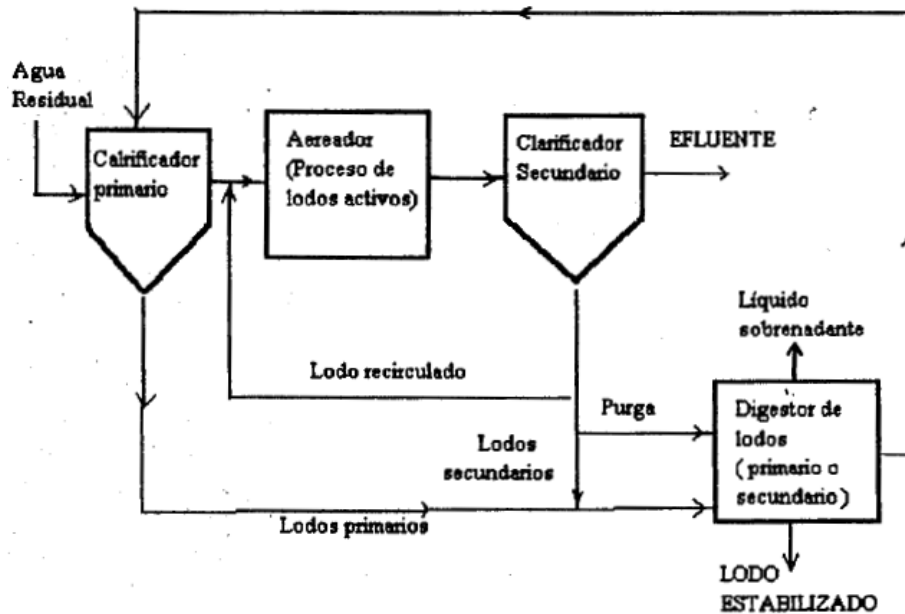 Agua
Residual
Calrificador
primario
Aereador
(Proceso de
lodos activos)
Clarificador
Secundario
EFLUENTE
Líquido
sobrenadante
Lodo recirculado
Purga
Digestor de
lodos
( primario o
secundario)
Lodos
secundarios
Lodos primarios
LODO
ESTABILIZADO